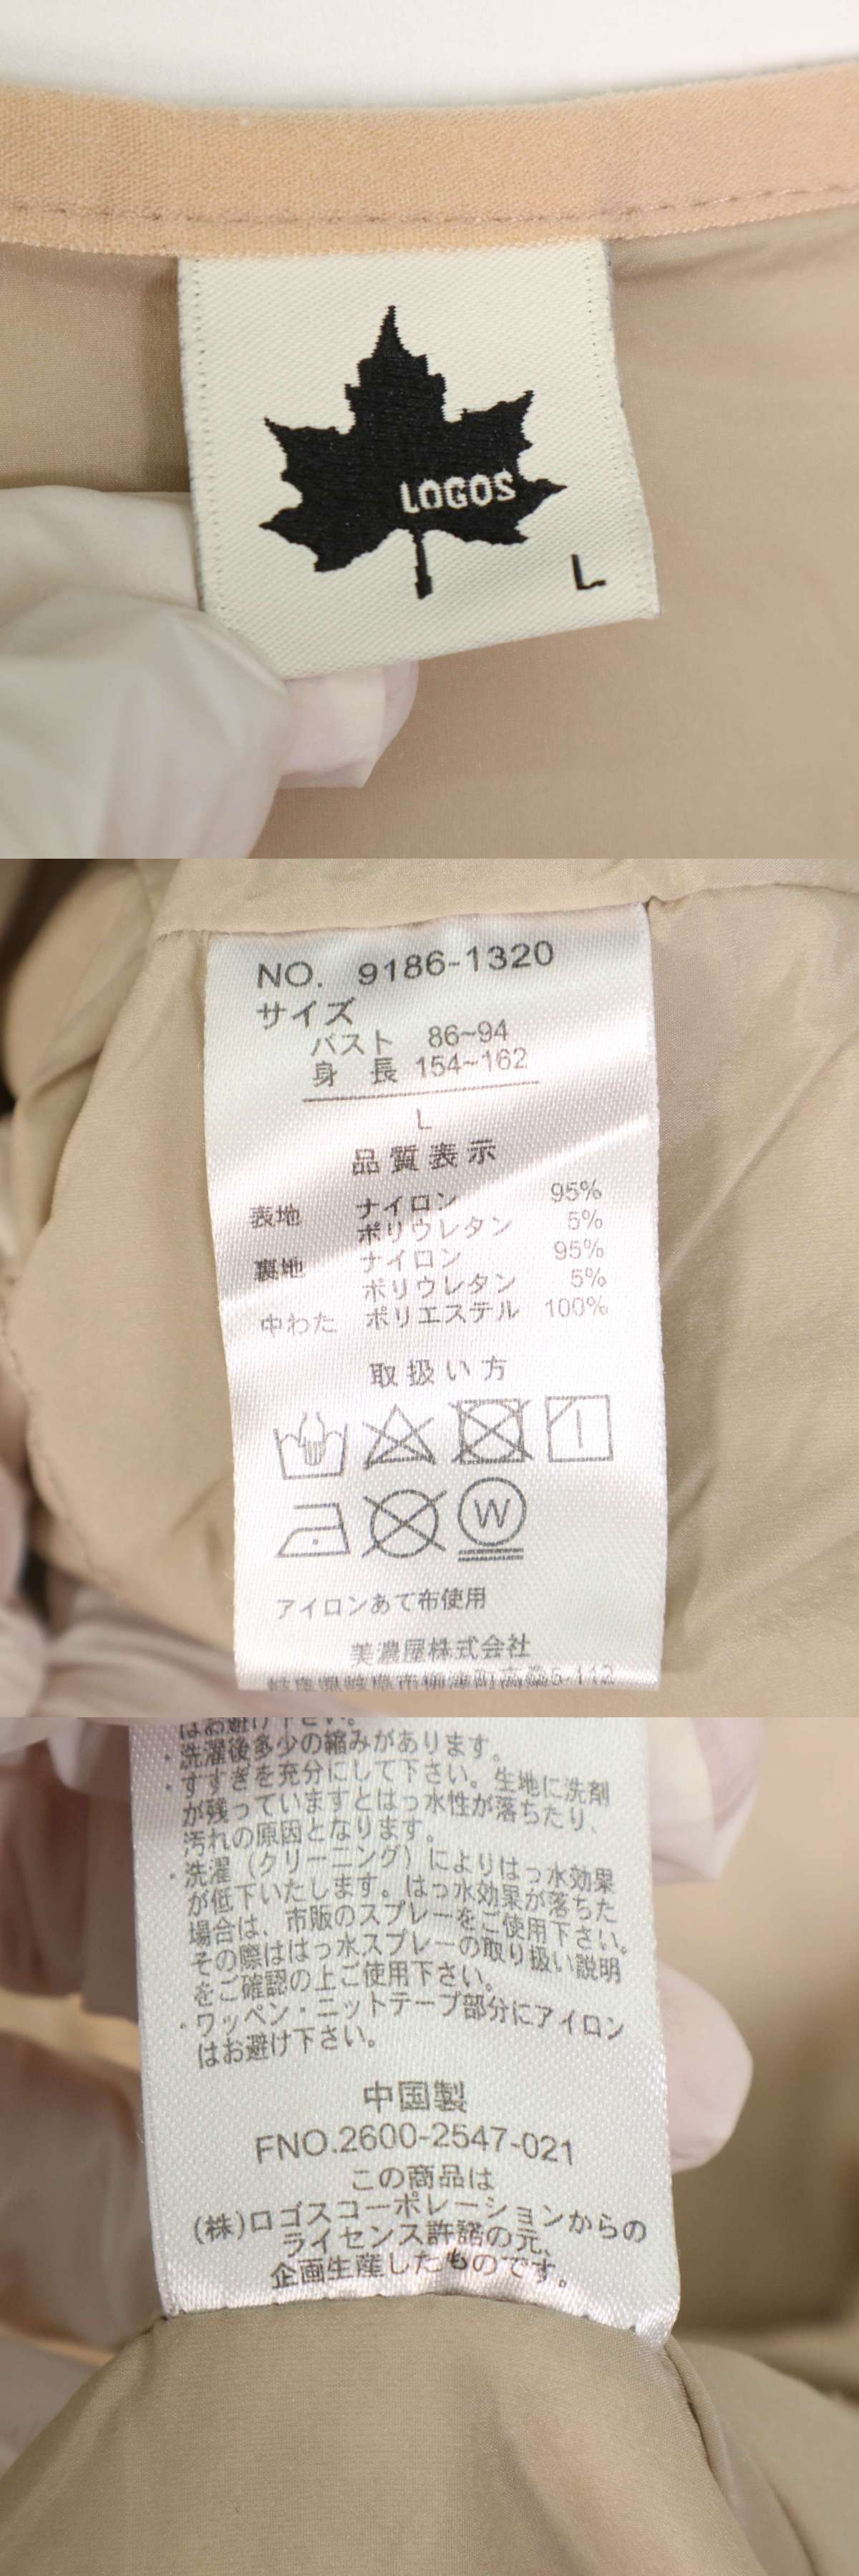 LOGOS
L
NO. 9186-1320
サイズ
バスト 86~94
身 長 154~162
L
品質表示
表地 ナイロン 95%
ポリウレタン 5%
裏地 ナイロン 95%
ポリウレタン 5%
中わた ポリエステル 100%
取扱い方
W
アイロンあて布使用
美濃屋株式会社
はお避け下さい。
・洗濯後多少の縮みがあります。
・すすぎを充分にして下さい。生地に洗剤
が残っていますとはっ水性が落ちたり、
汚れの原因となります。
・洗濯（クリーニング）によりはっ水効果
が低下いたします。はっ水効果が落ちた
場合は、市販のスプレーをご使用下さい。
その際ははっ水スプレーの取り扱い説明
をご確認の上ご使用下さい。
・ワッペン・ニットテープ部分にアイロン
はお避け下さい。
中国製
FNO.2600-2547-021
この商品は
(株)ロゴスコーポレーションからの
ライセンス許諾の元、
企画生産したものです。